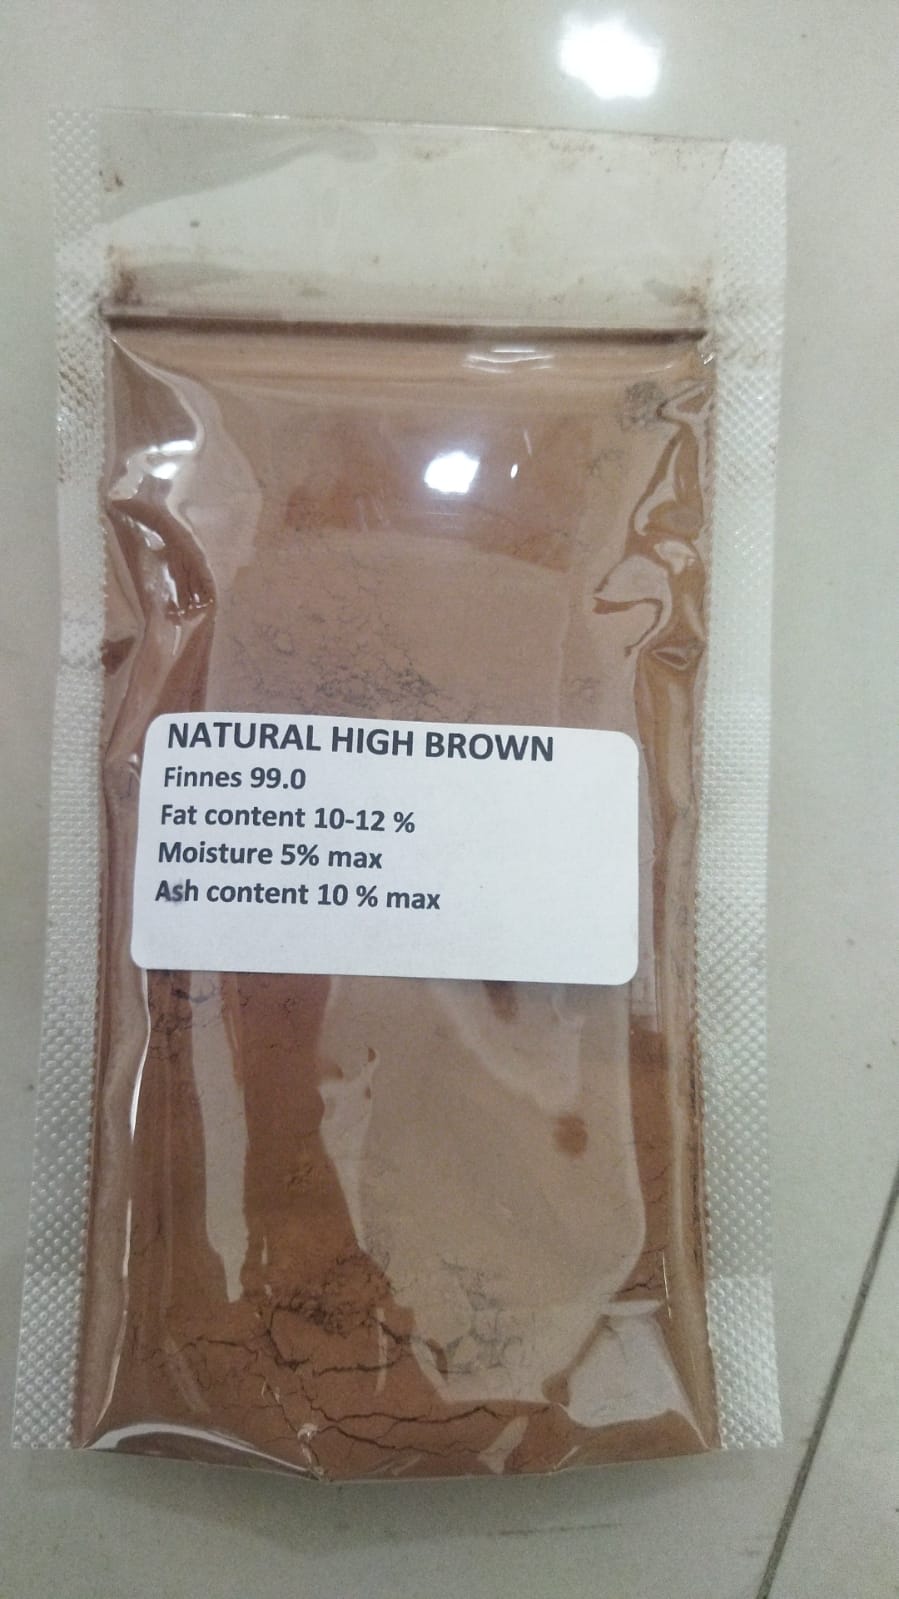 NATURAL HIGH BROWN
Finnes 99.0
Fat content 10-12 %
Moisture 5% max
Ash content 10 % max